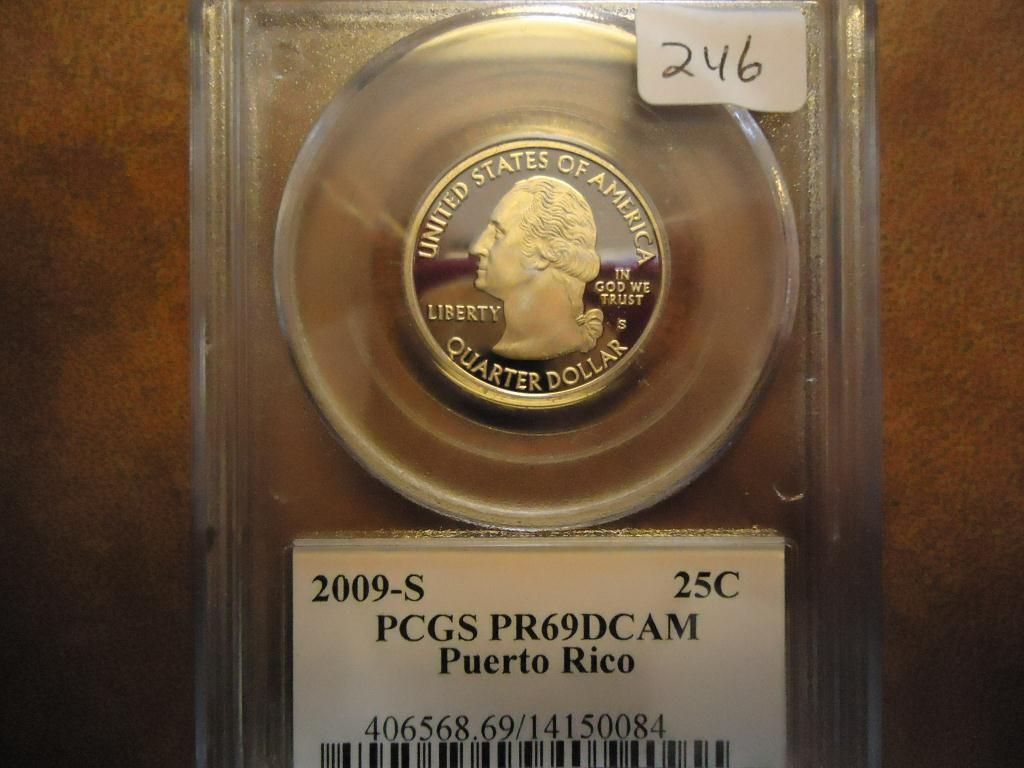 246
UNITED STATES OF AMERICA
IN
GOD WE
TRUST
LIBERTY
S
QUARTER DOLLAR
2009-S 25C
PCGS PR69DCAM
Puerto Rico
406568.69/14150084